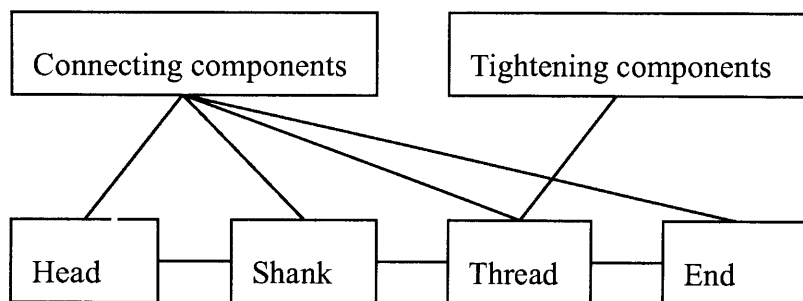 Connecting components
Tightening components
Head
Shank
Thread
End